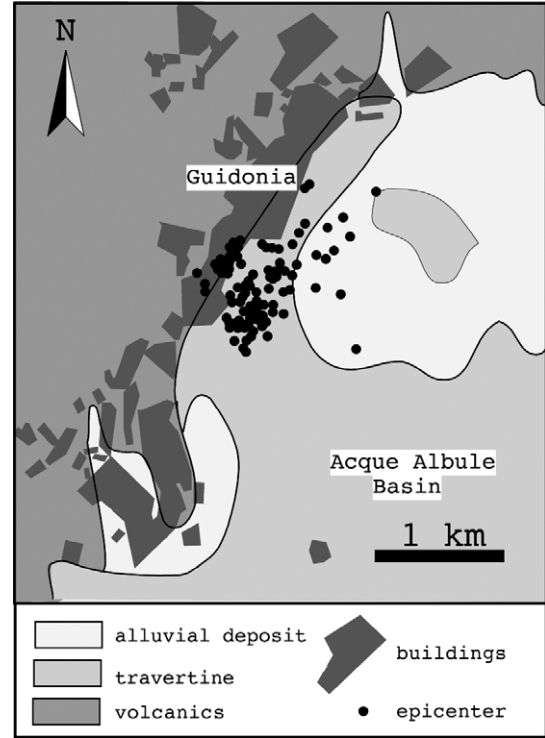 N
Guidonia
Acque Albule
Basin
1 km
alluvial deposit
travertine
volcanics
buildings
epicenter